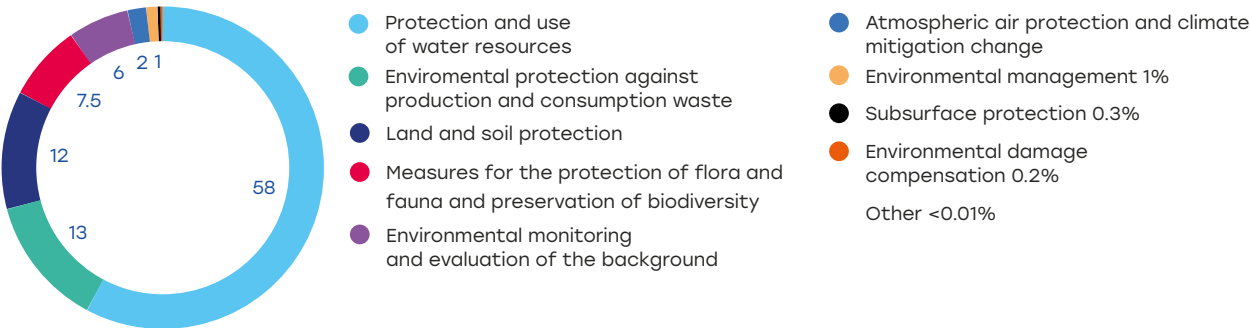 58
13
12
7.5
6
2
1
Protection and use
of water resources
Enviromental protection against
production and consumption waste
Land and soil protection
Measures for the protection of flora and
fauna and preservation of biodiversity
Environmental monitoring
and evaluation of the background
Atmospheric air protection and climate
mitigation change
Environmental management 1%
Subsurface protection 0.3%
Environmental damage
compensation 0.2%
Other <0.01%